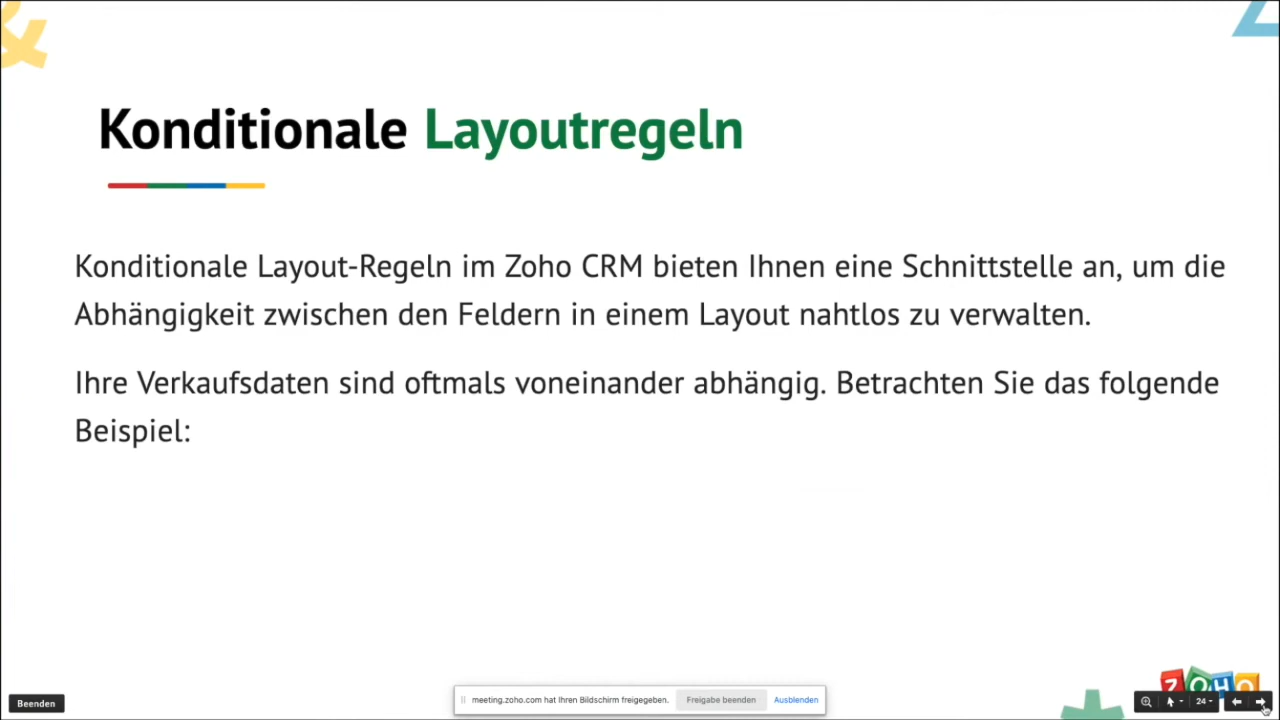 Konditionale Layoutregeln
Konditionale Layout-Regeln im Zoho CRM bieten Ihnen eine Schnittstelle an, um die
Abhängigkeit zwischen den Feldern in einem Layout nahtlos zu verwalten.
Ihre Verkaufsdaten sind oftmals voneinander abhängig. Betrachten Sie das folgende
Beispiel:
ZOHO
Beenden
meeting.zoho.com hat Ihren Bildschirm freigegeben. Freigabe beenden Ausblenden
24